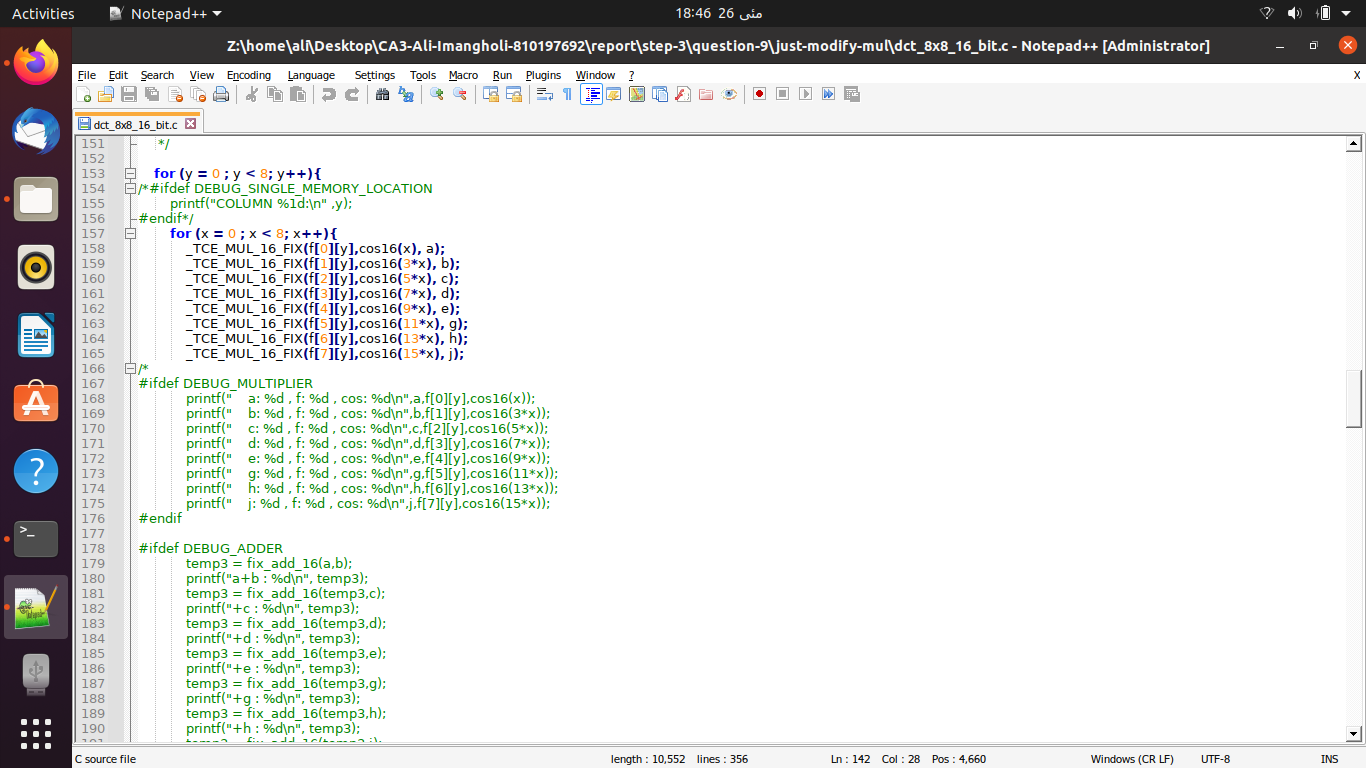 Activities Notepad++ 18:46 26 مئی
Z:\home\ali\Desktop\CA3-Ali-Imangholi-810197692\report\step-3\question-9\just-modify-mul\dct_8x8_16_bit.c - Notepad++ [Administrator]
File Edit Search View Encoding Language Settings Tools Macro Run Plugins Window ? X
dct_8x8_16_bit.c
151 */
152
153 for (y = 0 ; y < 8; y++){
154 /*#ifdef DEBUG_SINGLE_MEMORY_LOCATION
155 printf("COLUMN %1d:\n" ,y);
156 #endif*/
157 for (x = 0 ; x < 8; x++){
158 _TCE_MUL_16_FIX(f[0][y],cos16(x), a);
159 _TCE_MUL_16_FIX(f[1][y],cos16(3*x), b);
160 _TCE_MUL_16_FIX(f[2][y],cos16(5*x), c);
161 _TCE_MUL_16_FIX(f[3][y],cos16(7*x), d);
162 _TCE_MUL_16_FIX(f[4][y],cos16(9*x), e);
163 _TCE_MUL_16_FIX(f[5][y],cos16(11*x), g);
164 _TCE_MUL_16_FIX(f[6][y],cos16(13*x), h);
165 _TCE_MUL_16_FIX(f[7][y],cos16(15*x), j);
166 /*
167 #ifdef DEBUG_MULTIPLIER
168 printf("    a: %d , f: %d , cos: %d\n",a,f[0][y],cos16(x));
169 printf("    b: %d , f: %d , cos: %d\n",b,f[1][y],cos16(3*x));
170 printf("    c: %d , f: %d , cos: %d\n",c,f[2][y],cos16(5*x));
171 printf("    d: %d , f: %d , cos: %d\n",d,f[3][y],cos16(7*x));
172 printf("    e: %d , f: %d , cos: %d\n",e,f[4][y],cos16(9*x));
173 printf("    g: %d , f: %d , cos: %d\n",g,f[5][y],cos16(11*x));
174 printf("    h: %d , f: %d , cos: %d\n",h,f[6][y],cos16(13*x));
175 printf("    j: %d , f: %d , cos: %d\n",j,f[7][y],cos16(15*x));
176 #endif
177
178 #ifdef DEBUG_ADDER
179 temp3 = fix_add_16(a,b);
180 printf("a+b : %d\n", temp3);
181 temp3 = fix_add_16(temp3,c);
182 printf("+c : %d\n", temp3);
183 temp3 = fix_add_16(temp3,d);
184 printf("+d : %d\n", temp3);
185 temp3 = fix_add_16(temp3,e);
186 printf("+e : %d\n", temp3);
187 temp3 = fix_add_16(temp3,g);
188 printf("+g : %d\n", temp3);
189 temp3 = fix_add_16(temp3,h);
190 printf("+h : %d\n", temp3);
C source file length : 10,552 lines : 356 Ln : 142 Col : 28 Pos : 4,660 Windows (CR LF) UTF-8 INS